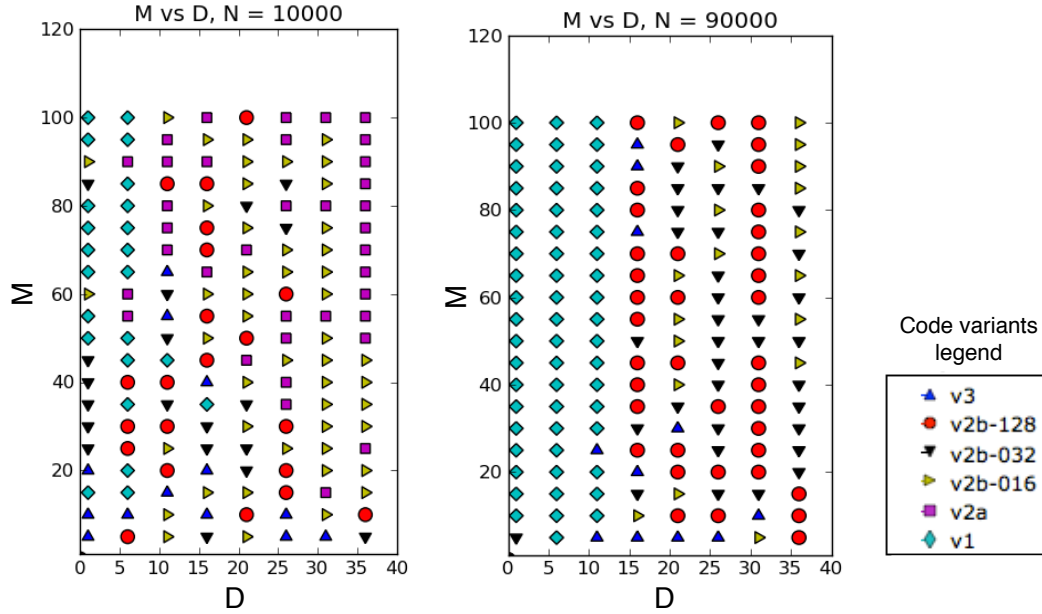 M vs D, N = 10000
120
100
80
60
40
20
M
0 5 10 15 20 25 30 35 40
D
M vs D, N = 90000
120
100
80
60
40
20
M
0 5 10 15 20 25 30 35 40
D
Code variants
legend
v3
v2b-128
v2b-032
v2b-016
v2a
v1